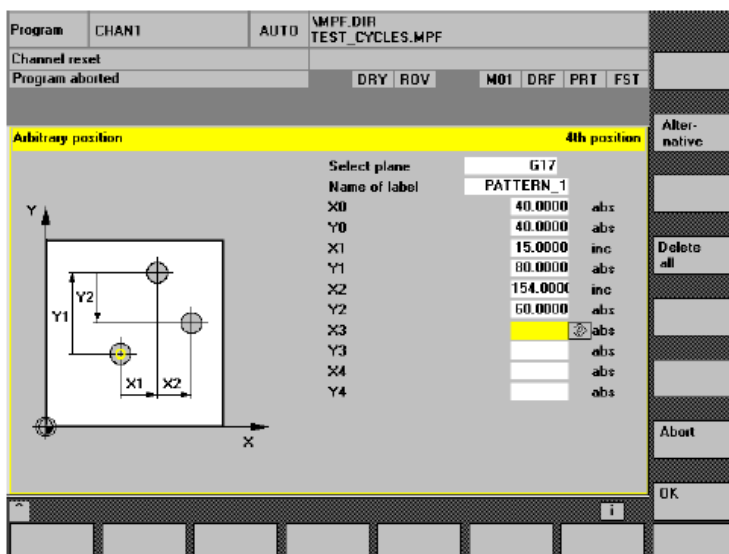 Program CHAN1 AUTO \MPF.DIR
TEST_CYCLES.MPF
Channel reset
Program aborted DRY ROV M01 DRF PRT FST
Alter-
native
Arbitrary position 4th position
Select plane G17
Name of label PATTERN_1
X0 40.0000 abs
Y0 40.0000 abs
X1 15.0000 inc
Y1 80.0000 abs
X2 154.0000 inc
Y2 60.0000 abs
X3 abs
Y3 abs
X4 abs
Y4 abs
Delete
all
Y
Y2
Y1
X1 X2
X
Abort
OK
^ i